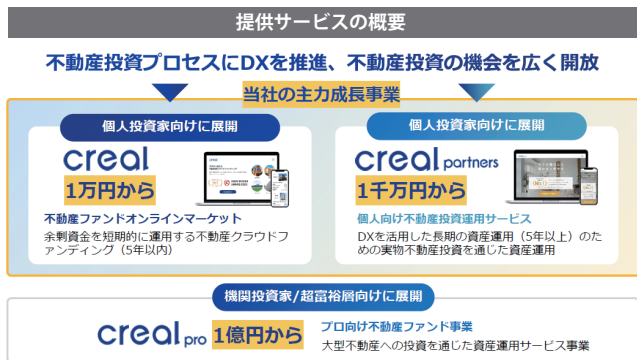 提供サービスの概要
不動産投資プロセスにDXを推進、不動産投資の機会を広く開放
当社の主力成長事業
個人投資家向けに展開
creal
1万円から
不動産ファンドオンラインマーケット
余剰資金を短期的に運用する不動産クラウドフ
ァンディング（5年以内）
個人投資家向けに展開
creal partners
1千万円から
個人向け不動産投資運用サービス
DXを活用した長期の資産運用（5年以上）のた
めの実物不動産投資を通じた資産運用
機関投資家/超富裕層向けに展開
creal pro
1億円から
プロ向け不動産ファンド事業
大型不動産への投資を通じた資産運用サービス事業